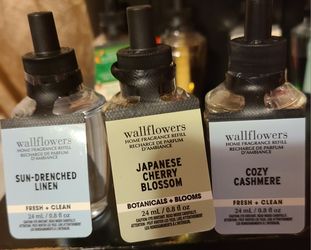 wallflowers
HOME FRAGRANCE REFILL
RECHARGE DE PARFUM
D'AMBIANCE
SUN-DRENCHED
LINEN
FRESH + CLEAN
24 mL / 0.8 fl oz
wallflowers
HOME FRAGRANCE REFILL
RECHARGE DE PARFUM
D'AMBIANCE
JAPANESE
CHERRY
BLOSSOM
BOTANICALS + BLOOMS
24 mL / 0.8 fl oz
wallflowers
HOME FRAGRANCE REFILL
RECHARGE DE PARFUM
D'AMBIANCE
COZY
CASHMERE
FRESH + CLEAN
24 mL / 0.8 fl oz